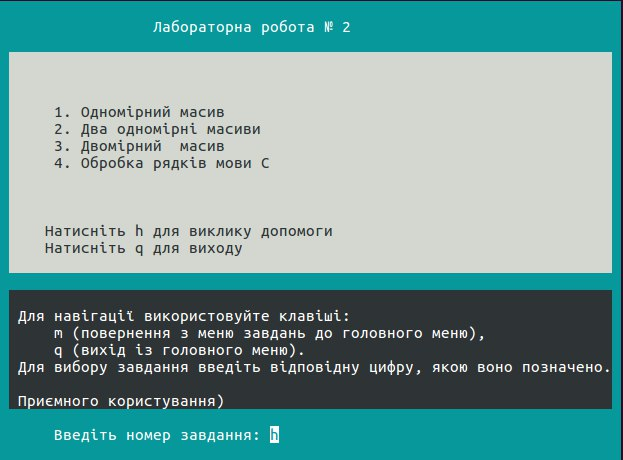 Лабораторна робота № 2
1. Одномірний масив
2. Два одномірні масиви
3. Двомірний  масив
4. Обробка рядків мови С
Натисніть h для виклику допомоги
Натисніть q для виходу
Для навігації використовуйте клавіші:
m (повернення з меню завдань до головного меню),
q (вихід із головного меню).
Для вибору завдання введіть відповідну цифру, якою воно позначено.
Приємного користування)
Введіть номер завдання: h